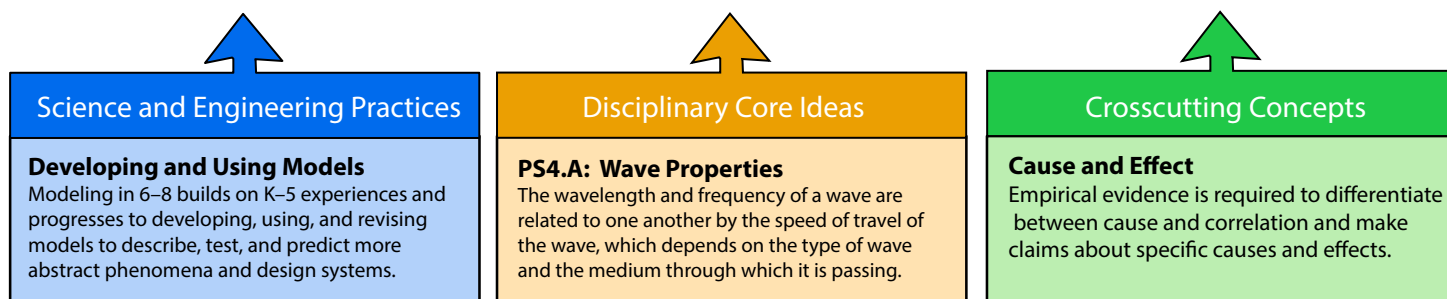 Science and Engineering Practices
Developing and Using Models
Modeling in 6–8 builds on K–5 experiences and
progresses to developing, using, and revising
models to describe, test, and predict more
abstract phenomena and design systems.
Disciplinary Core Ideas
PS4.A: Wave Properties
The wavelength and frequency of a wave are
related to one another by the speed of travel of
the wave, which depends on the type of wave
and the medium through which it is passing.
Crosscutting Concepts
Cause and Effect
Empirical evidence is required to differentiate
between cause and correlation and make
claims about specific causes and effects.